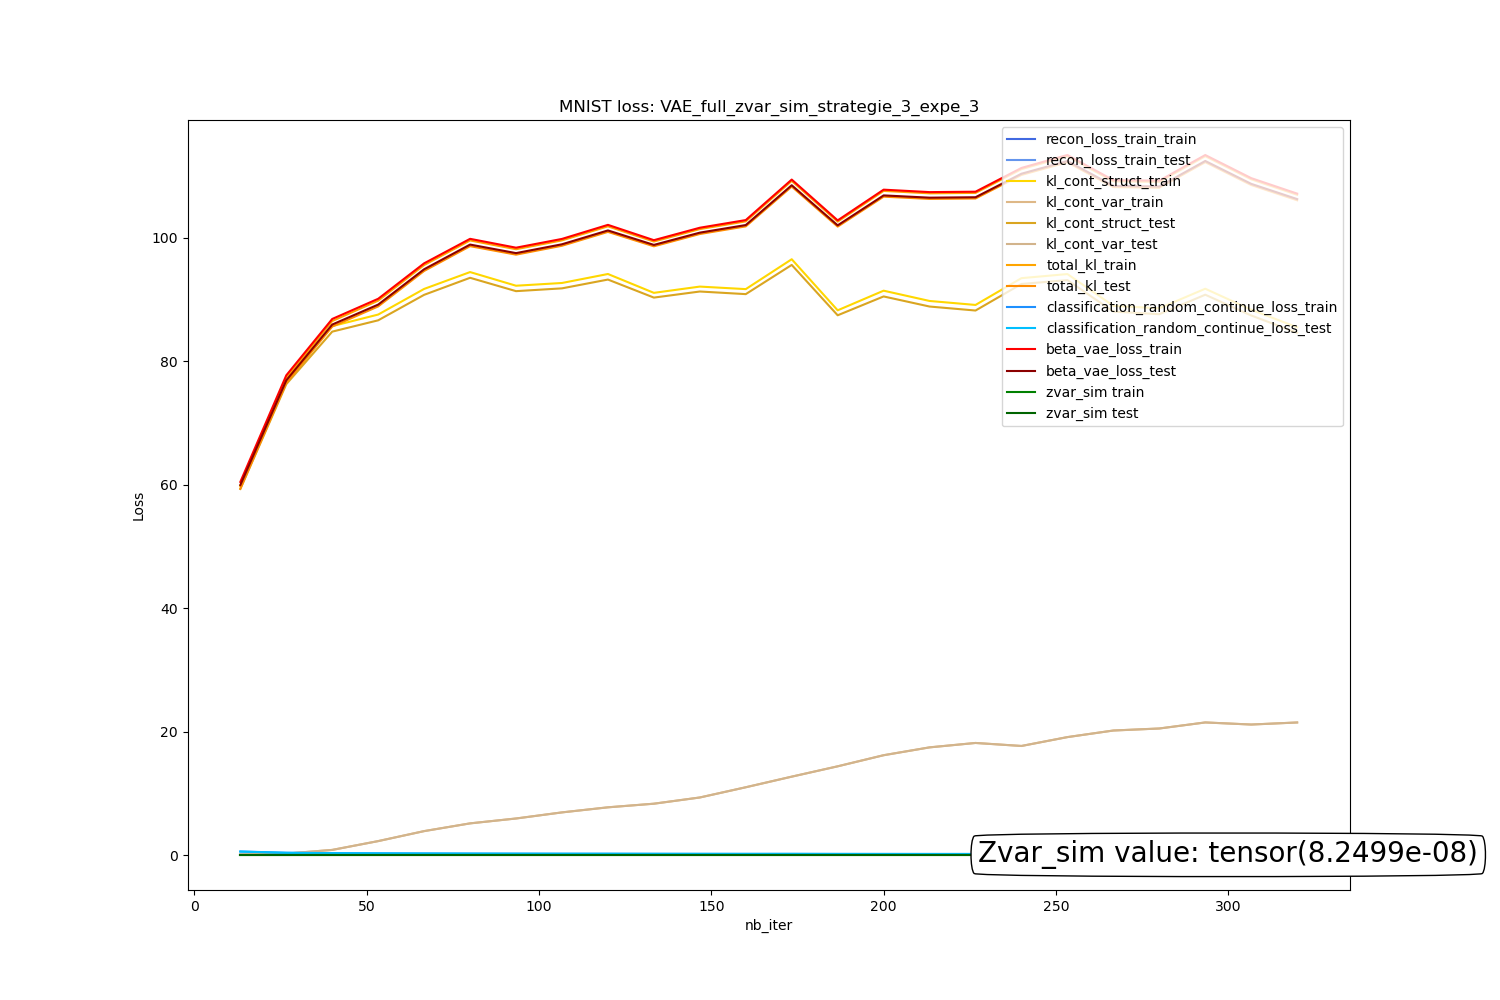 MNIST loss: VAE_full_zvar_sim_strategie_3_expe_3
recon_loss_train_train
recon_loss_train_test
kl_cont_struct_train
kl_cont_var_train
kl_cont_struct_test
kl_cont_var_test
total_kl_train
total_kl_test
classification_random_continue_loss_train
classification_random_continue_loss_test
beta_vae_loss_train
beta_vae_loss_test
zvar_sim train
zvar_sim test
100
80
60
40
20
0
Loss
Zvar_sim value: tensor(8.2499e-08)
0 50 100 150 200 250 300
nb_iter